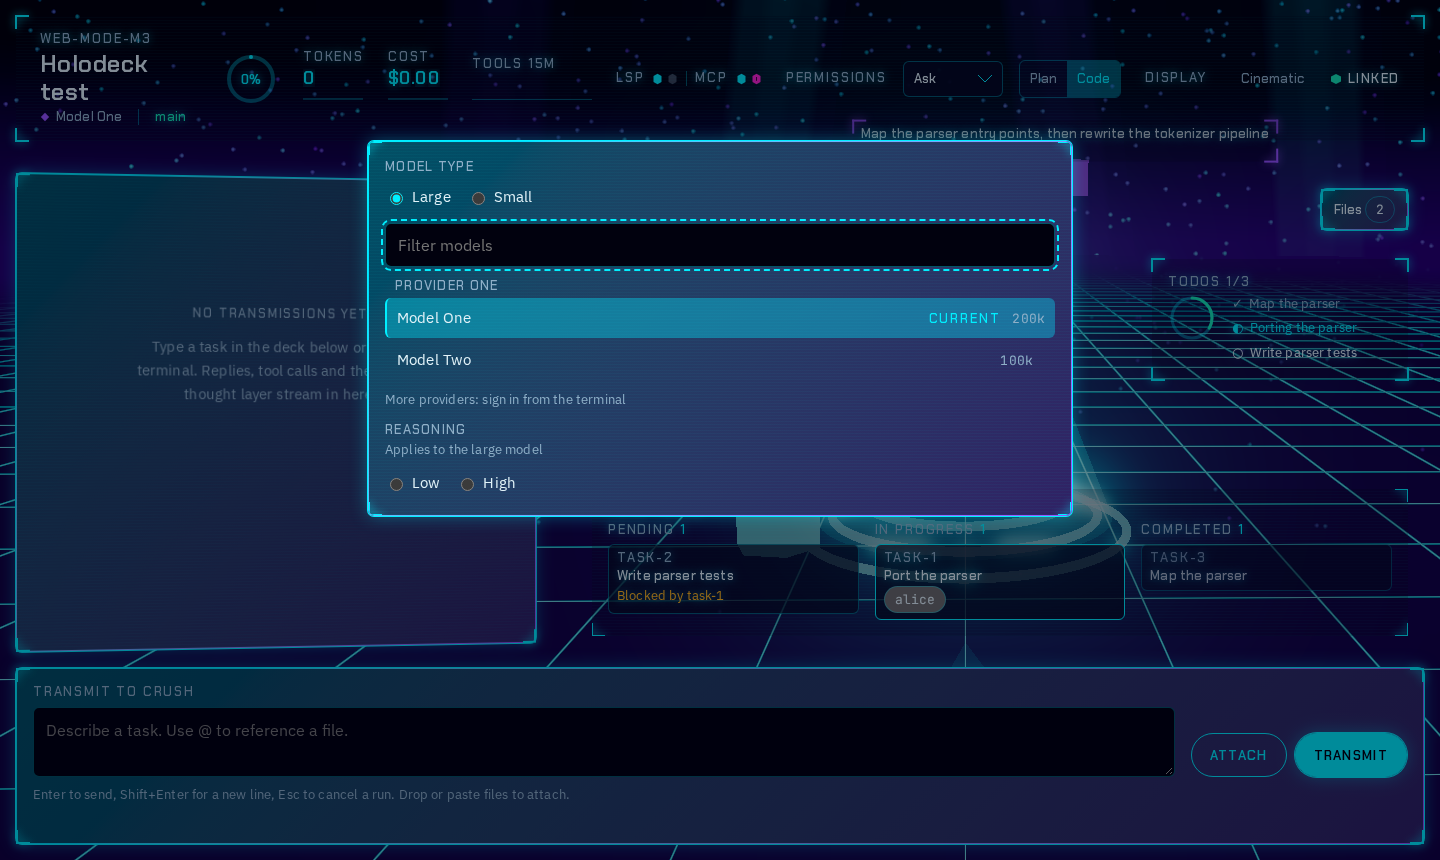 WEB-MODE-M3
Holodeck test
Model One
main
0%
TOKENS
0
COST
$0.00
TOOLS 15M
LSP
MCP
PERMISSIONS
Ask
Plan
Code
DISPLAY
Cinematic
LINKED
Map the parser entry points, then rewrite the tokenizer pipeline
MODEL TYPE
Large
Small
Filter models
PROVIDER ONE
Model One CURRENT 200k
Model Two 100k
More providers: sign in from the terminal
REASONING
Applies to the large model
Low
High
Files 2
TODOS 1/3
✓ Map the parser
Porting the parser
Write parser tests
NO TRANSMISSIONS YET
Type a task in the deck below or
terminal. Replies, tool calls and the
thought layer stream in here
PENDING 1
TASK-2
Write parser tests
Blocked by task-1
IN PROGRESS 1
TASK-1
Port the parser
alice
COMPLETED 1
TASK-3
Map the parser
TRANSMIT TO CRUSH
Describe a task. Use @ to reference a file.
ATTACH
TRANSMIT
Enter to send, Shift+Enter for a new line, Esc to cancel a run. Drop or paste files to attach.